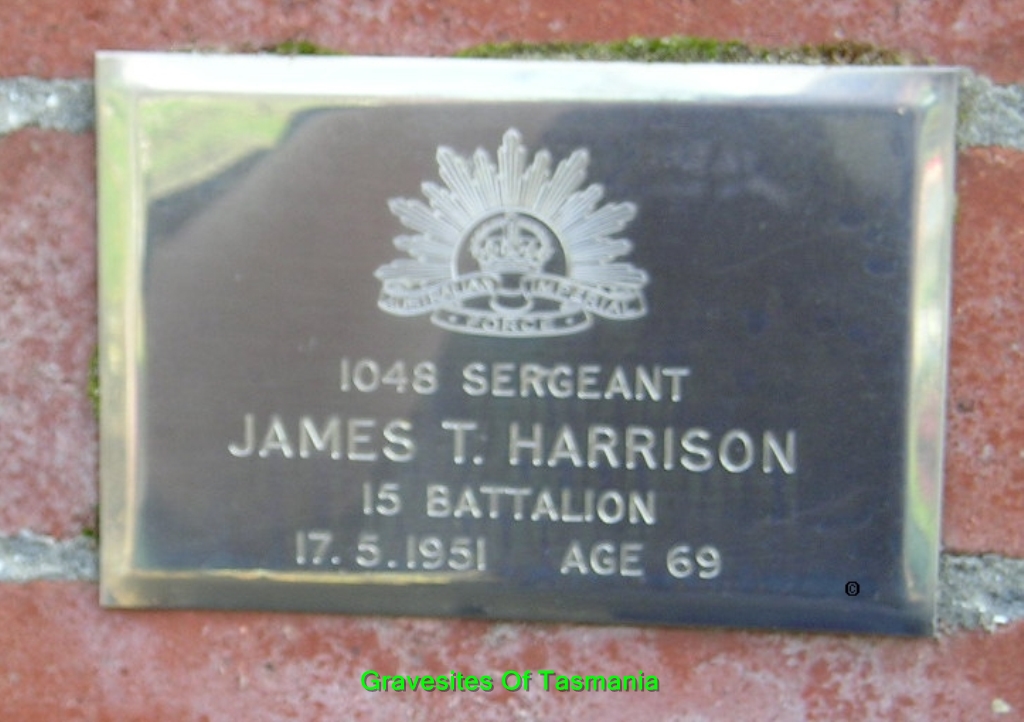 AUSTRALIAN IMPERIAL
FORCE
1048 SERGEANT
JAMES T. HARRISON
15 BATTALION
17.5.1951 AGE 69
©
Gravesites Of Tasmania